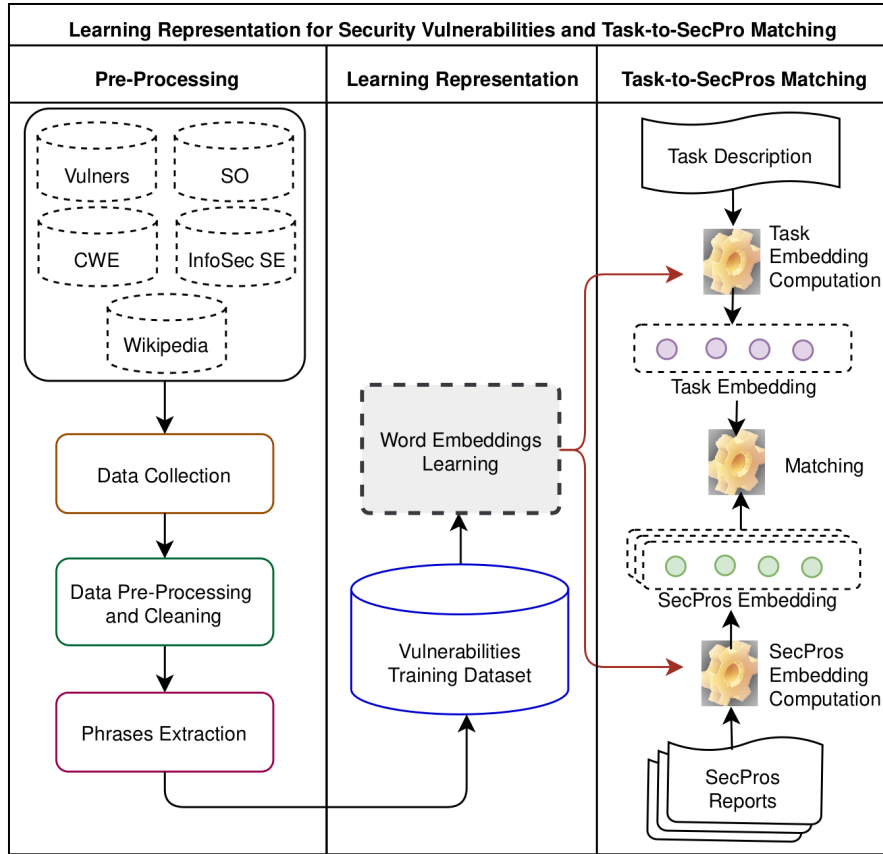 Learning Representation for Security Vulnerabilities and Task-to-SecPro Matching
Pre-Processing
Learning Representation
Task-to-SecPros Matching
Vulners
SO
CWE
InfoSec SE
Wikipedia
Data Collection
Data Pre-Processing
and Cleaning
Phrases Extraction
Word Embeddings
Learning
Vulnerabilities
Training Dataset
Task Description
Task
Embedding
Computation
Task Embedding
Matching
SecPros Embedding
SecPros
Embedding
Computation
SecPros
Reports